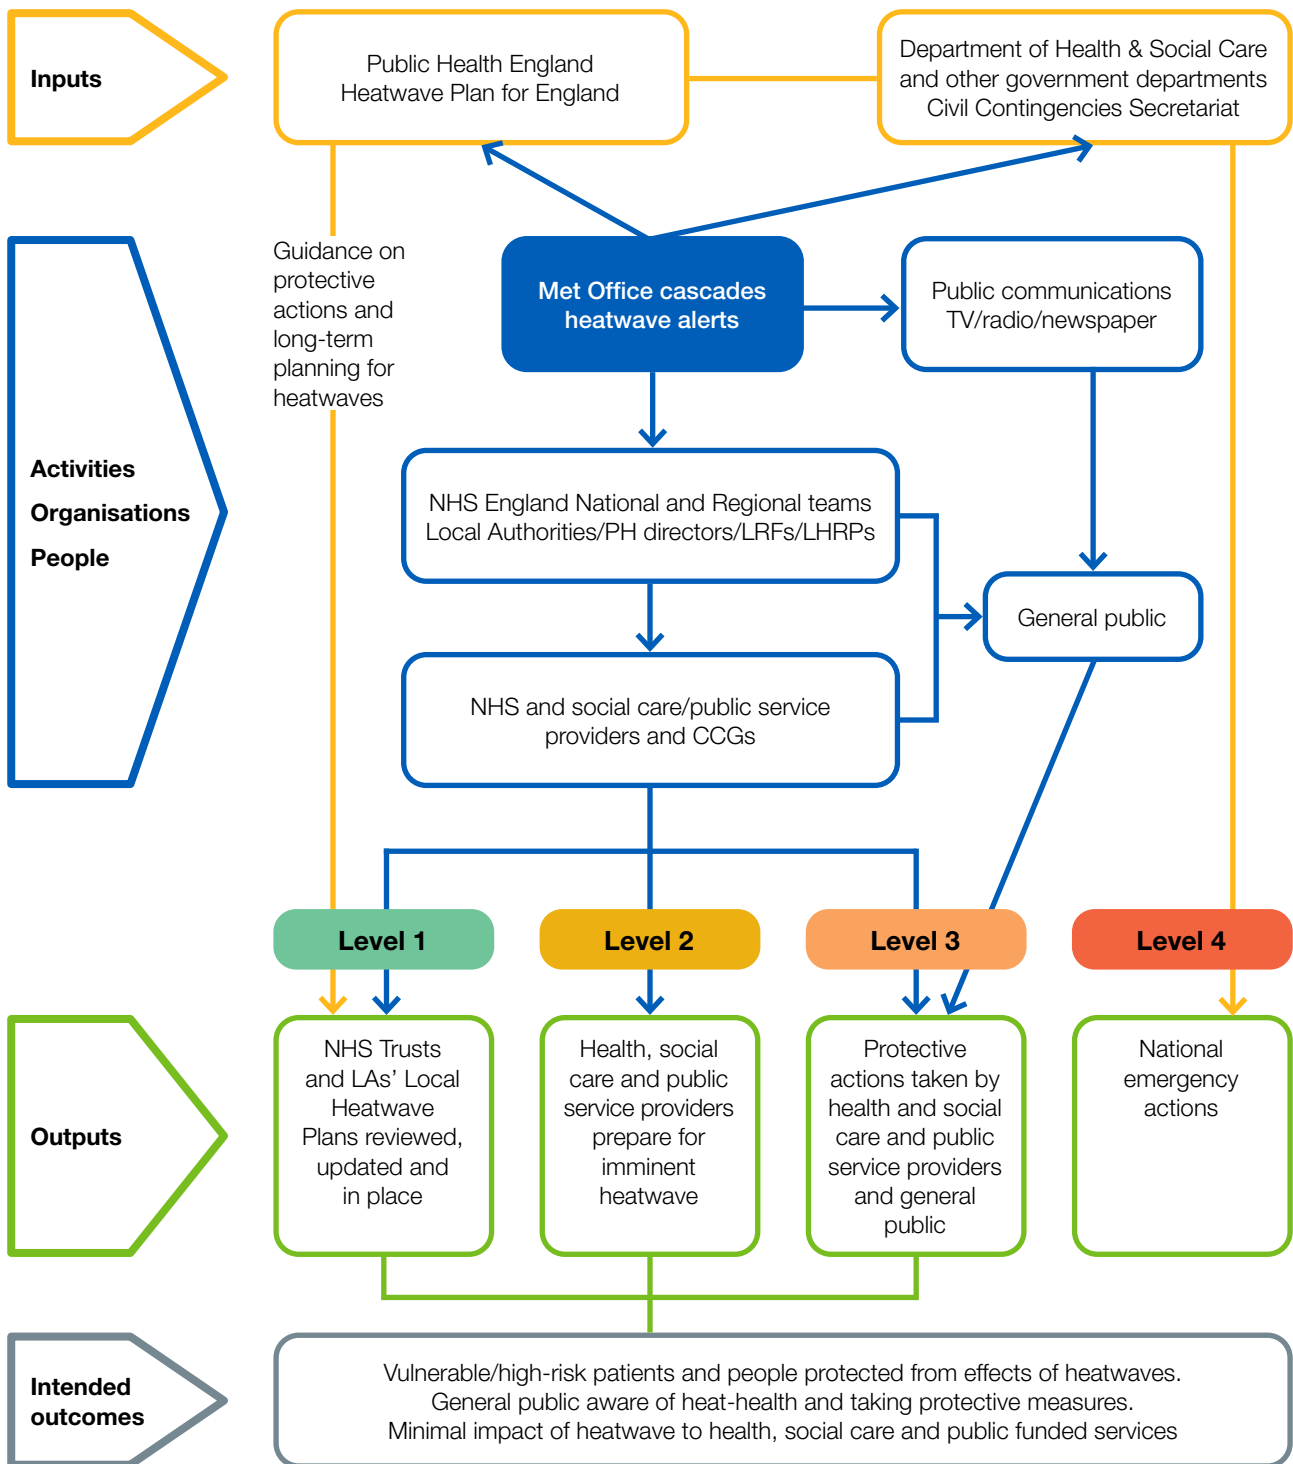 Inputs
Public Health England
Heatwave Plan for England
Department of Health & Social Care
and other government departments
Civil Contingencies Secretariat
Guidance on
protective
actions and
long-term
planning for
heatwaves
Met Office cascades
heatwave alerts
Public communications
TV/radio/newspaper
Activities
Organisations
People
NHS England National and Regional teams
Local Authorities/PH directors/LRFs/LHRPs
General public
NHS and social care/public service
providers and CCGs
Level 1
Level 2
Level 3
Level 4
Outputs
NHS Trusts
and LAs’ Local
Heatwave
Plans reviewed,
updated and
in place
Health, social
care and public
service providers
prepare for
imminent
heatwave
Protective
actions taken by
health and social
care and public
service providers
and general
public
National
emergency
actions
Intended
outcomes
Vulnerable/high-risk patients and people protected from effects of heatwaves.
General public aware of heat-health and taking protective measures.
Minimal impact of heatwave to health, social care and public funded services